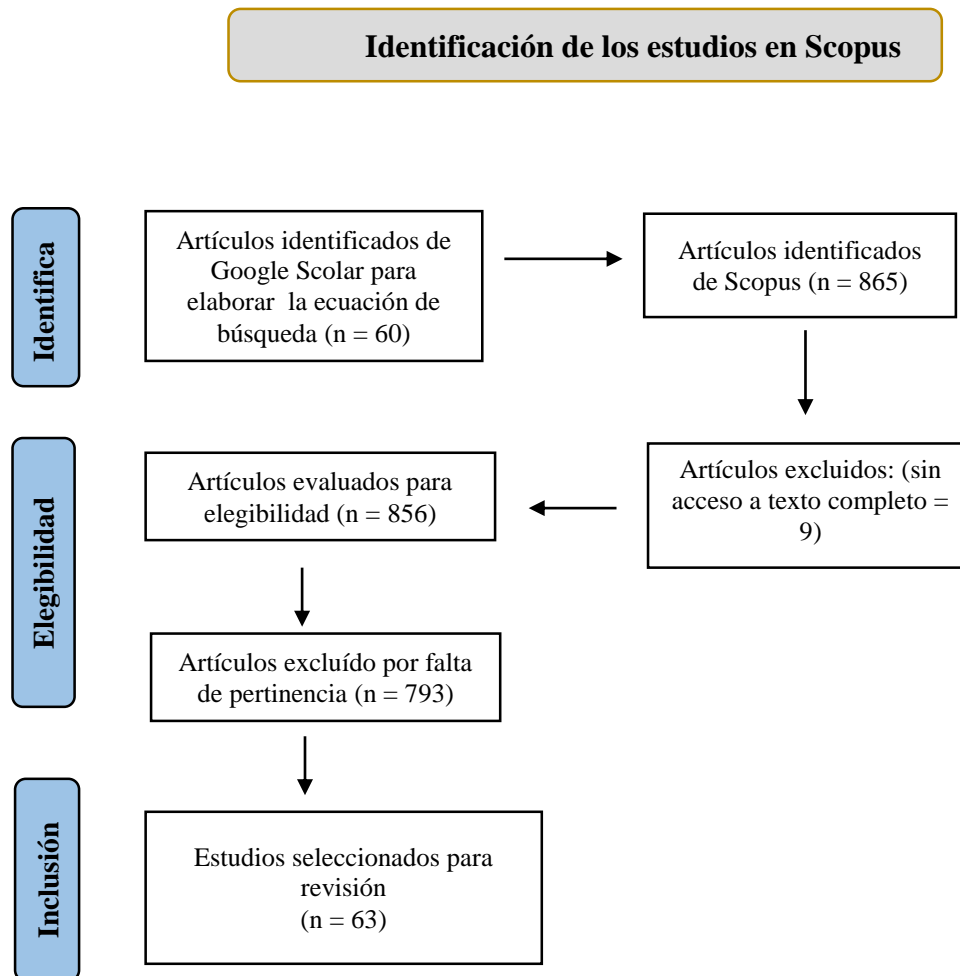 Identificación de los estudios en Scopus
Identifica
Artículos identificados de
Google Scolar para
elaborar la ecuación de
búsqueda (n = 60)
Artículos identificados
de Scopus (n = 865)
Elegibilidad
Artículos evaluados para
elegibilidad (n = 856)
Artículos excluidos: (sin
acceso a texto completo =
9)
Artículos excluído por falta
de pertinencia (n = 793)
Inclusión
Estudios seleccionados para
revisión
(n = 63)